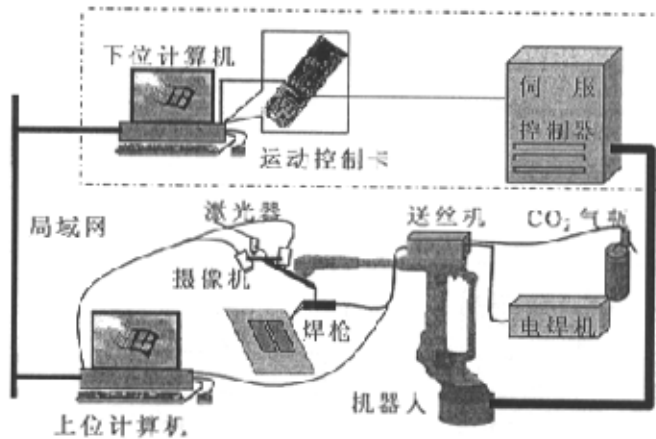 下位计算机
伺 服
控制器
运动控制卡
激光器
送丝机
CO₂气瓶
局域网
摄像机
焊枪
电焊机
机器人
上位计算机